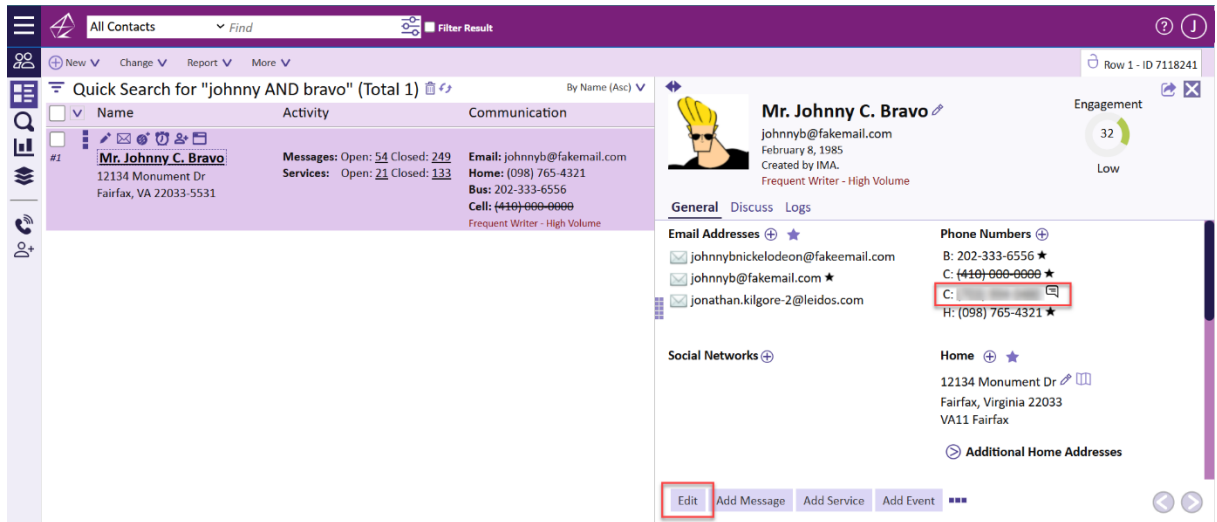 All Contacts Find Filter Result ? J
New Change Report More Row 1 - ID 7118241
Quick Search for "johnny AND bravo" (Total 1) By Name (Asc)
Name Activity Communication
#1
Mr. Johnny C. Bravo
12134 Monument Dr
Fairfax, VA 22033-5531
Messages: Open: 54 Closed: 249
Services: Open: 21 Closed: 133
Email: johnnyb@fakemail.com
Home: (098) 765-4321
Bus: 202-333-6556
Cell: (410) 000-0000
Frequent Writer - High Volume
Mr. Johnny C. Bravo
johnnyb@fakemail.com
February 8, 1985
Created by IMA.
Frequent Writer - High Volume
Engagement
32
Low
General Discuss Logs
Email Addresses
johnnybnickelodeon@fakeemail.com
johnnyb@fakemail.com ★
jonathan.kilgore-2@leidos.com
Phone Numbers
B: 202-333-6556 ★
C: (410) 000-0000 ★
C:
H: (098) 765-4321 ★
Social Networks
Home
12134 Monument Dr
Fairfax, Virginia 22033
VA11 Fairfax
Additional Home Addresses
Edit Add Message Add Service Add Event